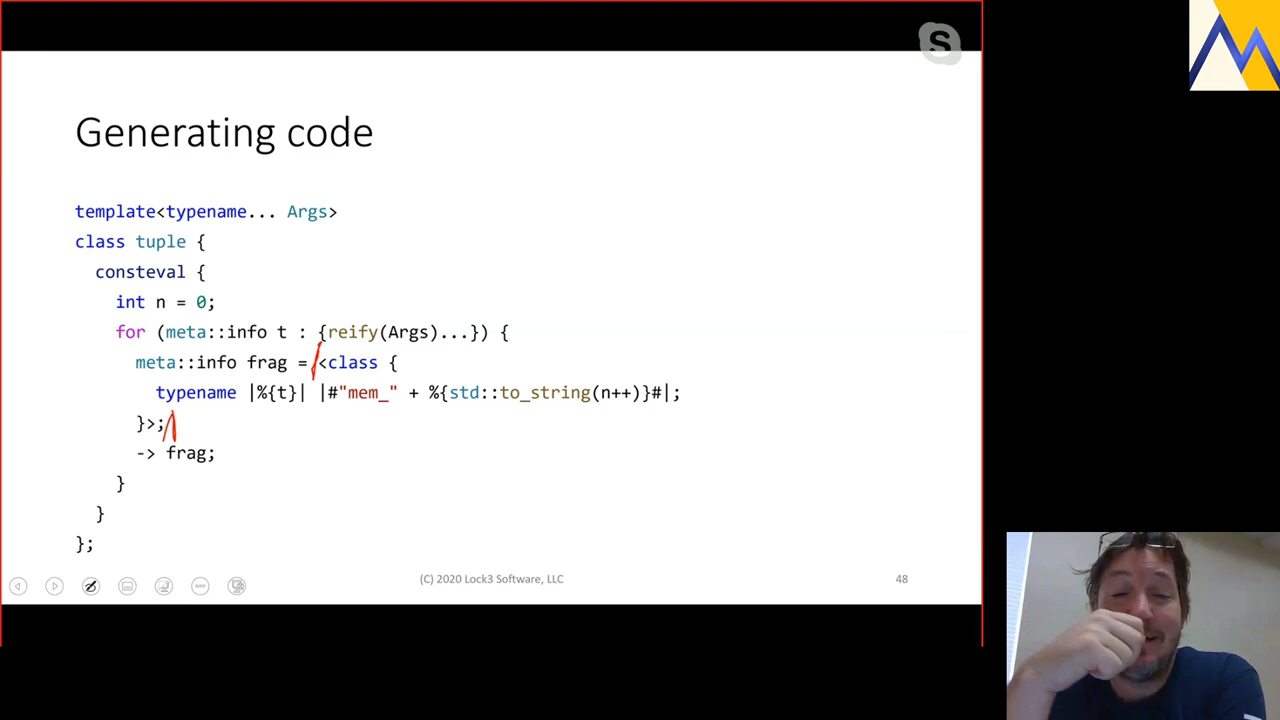 S
Generating code
template<typename... Args>
class tuple {
consteval {
int n = 0;
for (meta::info t : {reify(Args)...}) {
meta::info frag = <class {
typename |%{t}| |#"mem_" + %{std::to_string(n++)}#|;
}>;
-> frag;
}
}
};
(C) 2020 Lock3 Software, LLC
48